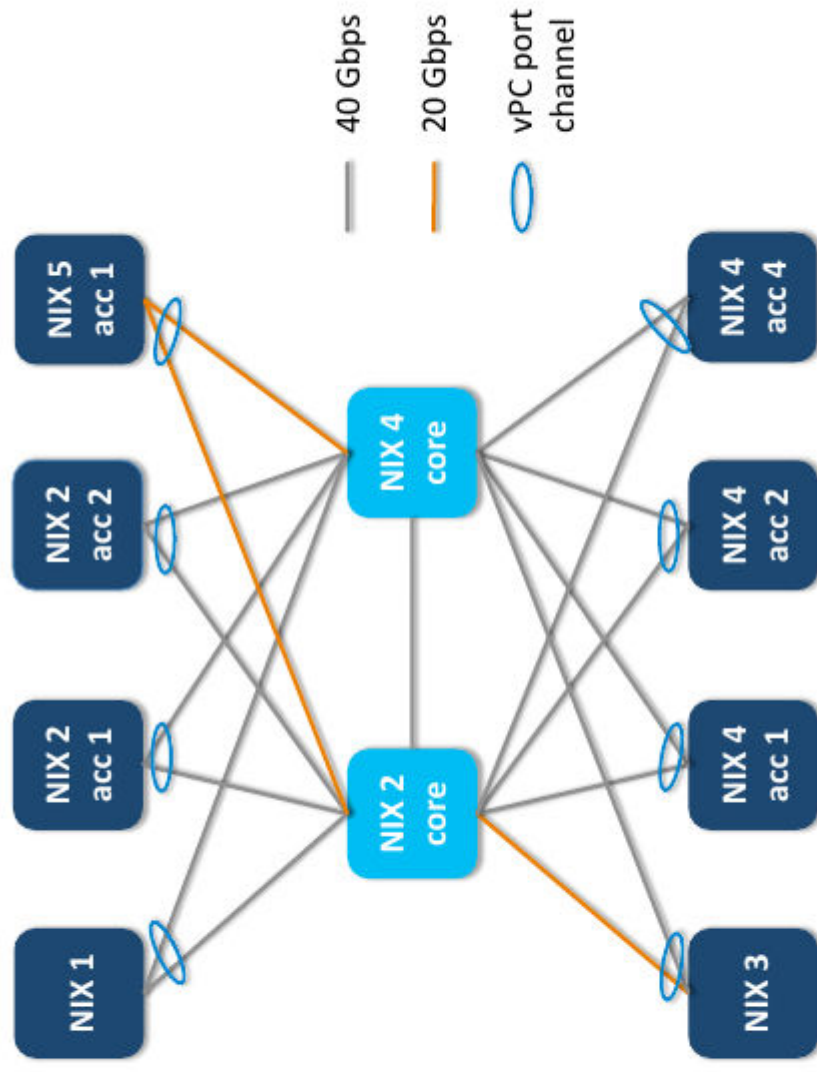 NIX 1
NIX 2
acc 1
NIX 2
acc 2
NIX 5
acc 1
NIX 2
core
NIX 4
core
40 Gbps
20 Gbps
vPC port
channel
NIX 3
NIX 4
acc 1
NIX 4
acc 2
NIX 4
acc 4